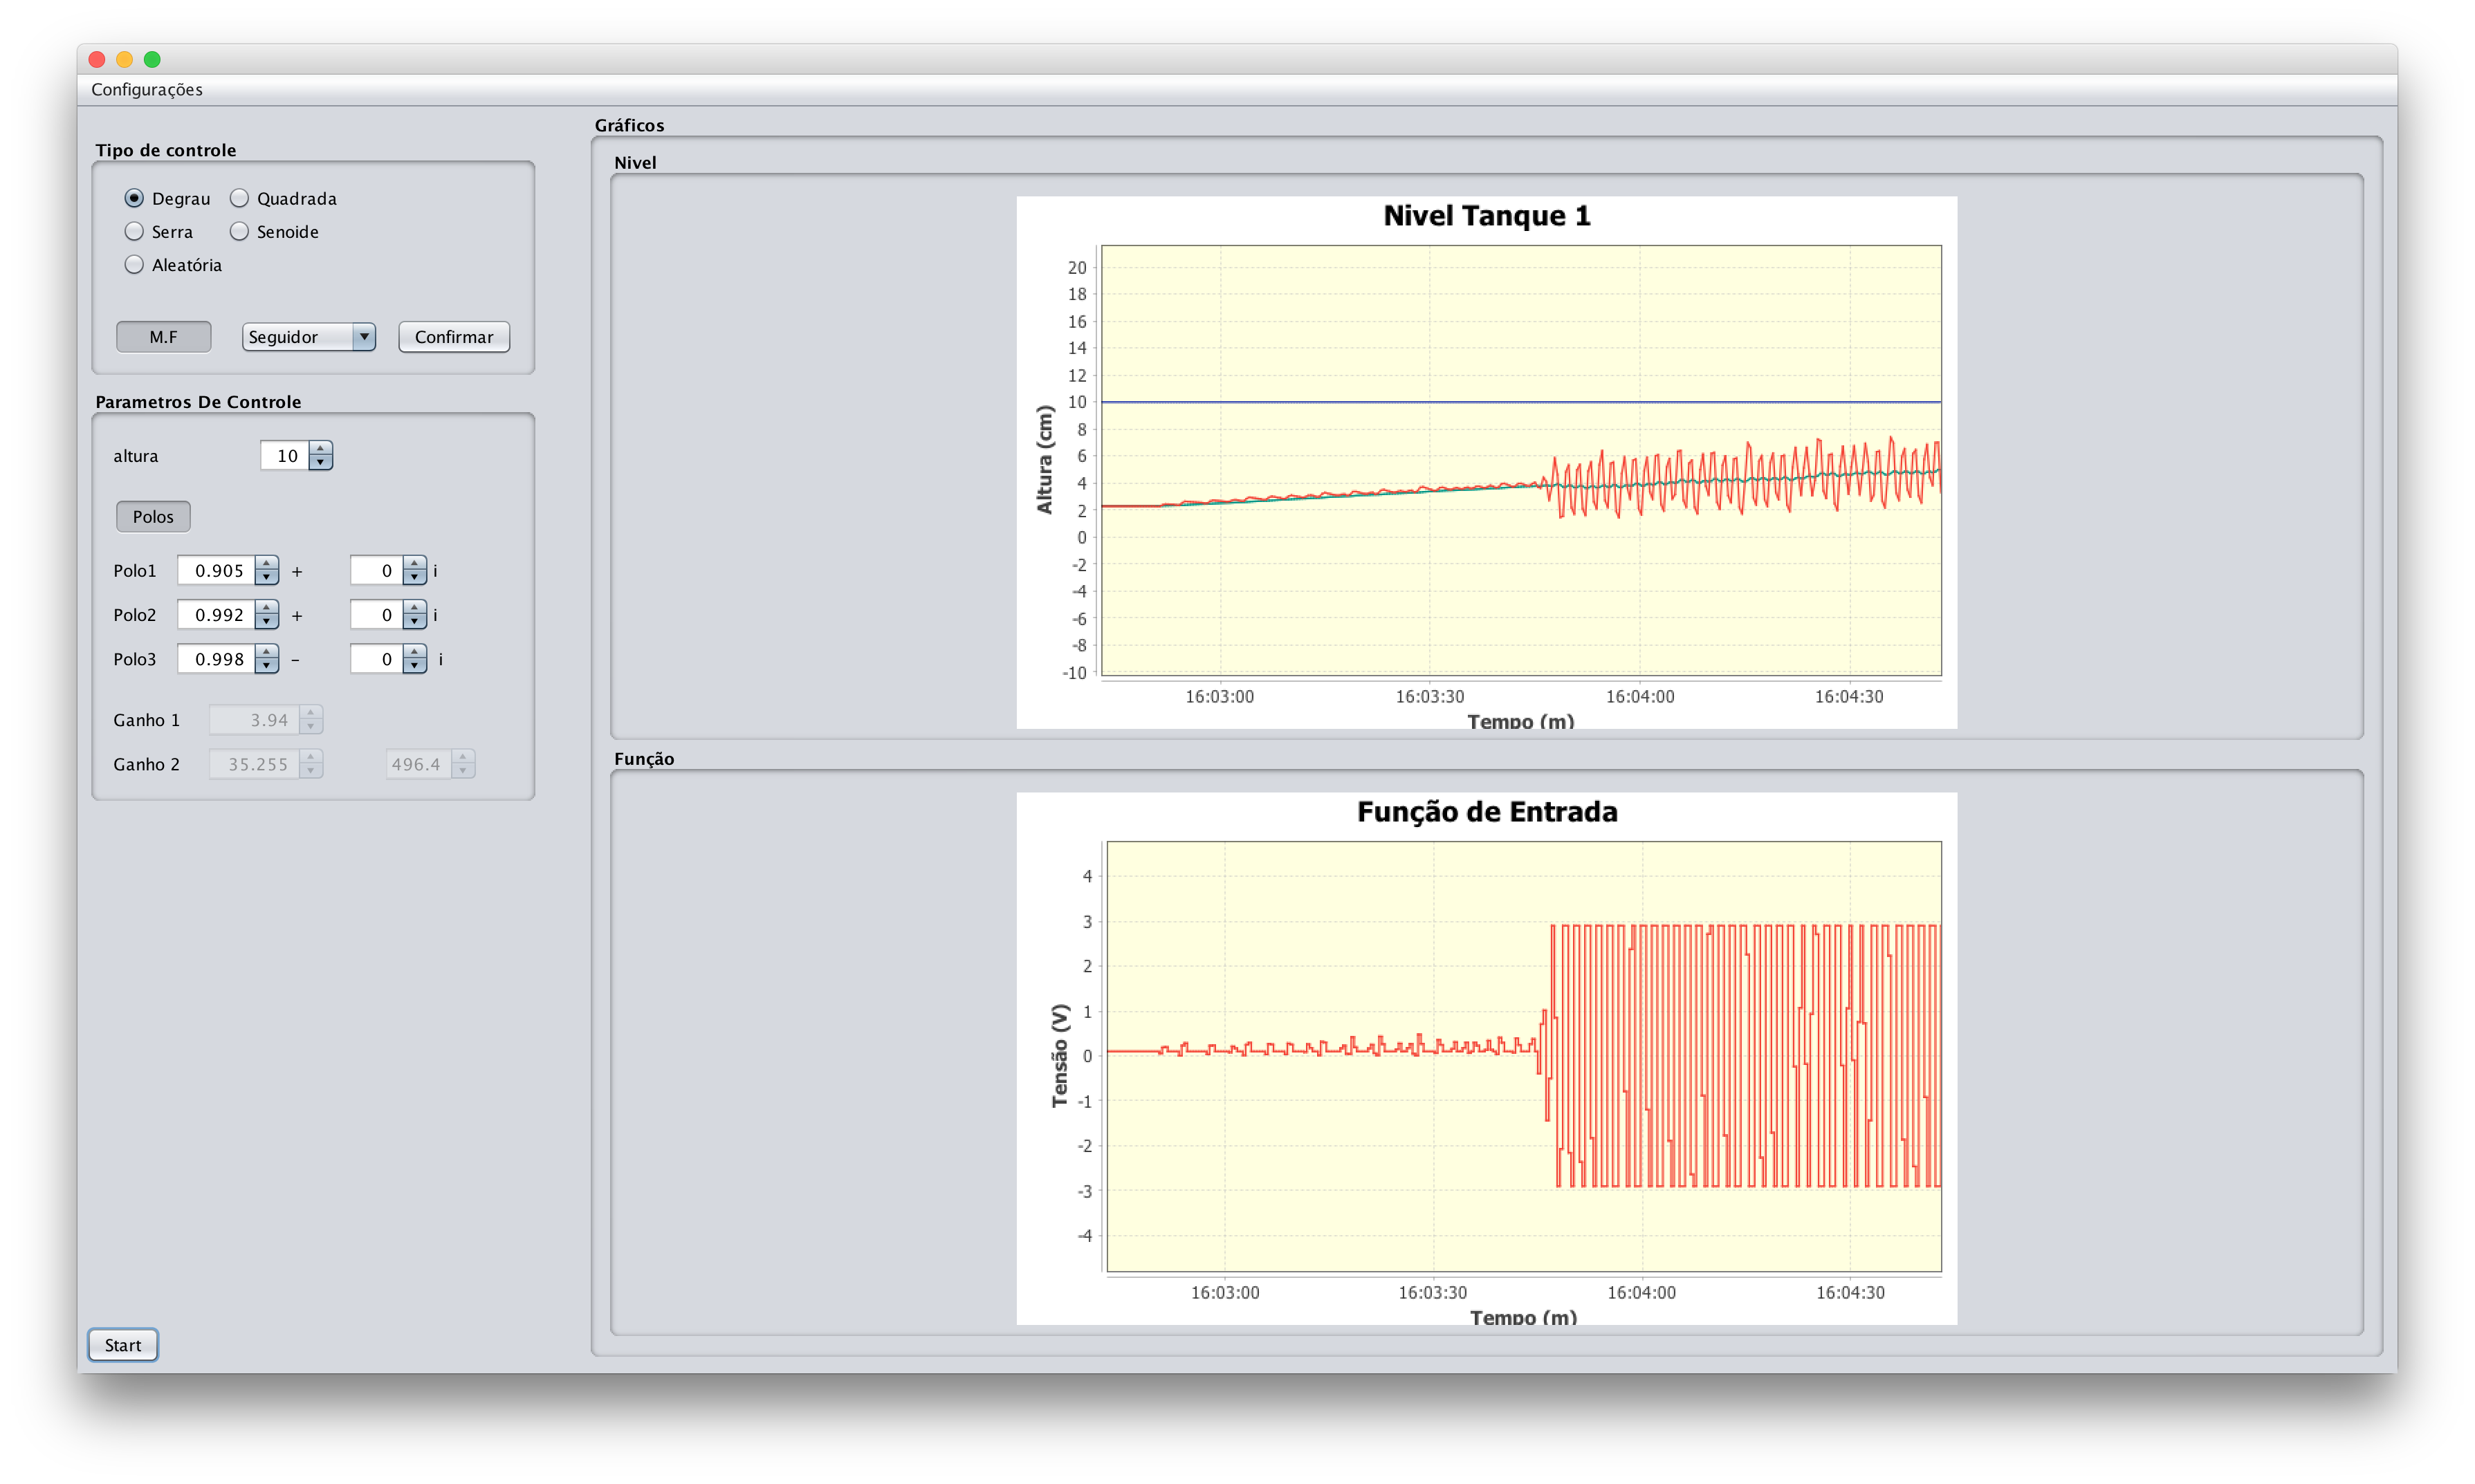 Configurações
Tipo de controle
Degrau Quadrada
Serra Senoide
Aleatória
M.F Seguidor Confirmar
Parametros De Controle
altura 10
Polos
Polo1 0.905 + 0 i
Polo2 0.992 + 0 i
Polo3 0.998 - 0 i
Ganho 1 3.94
Ganho 2 35.255 496.4
Start
Gráficos
Nivel
Nivel Tanque 1
Altura (cm)
20
18
16
14
12
10
8
6
4
2
0
-2
-4
-6
-8
-10
16:03:00 16:03:30 16:04:00 16:04:30
Tempo (m)
Função
Função de Entrada
Tensão (V)
4
3
2
1
0
-1
-2
-3
-4
16:03:00 16:03:30 16:04:00 16:04:30
Tempo (m)